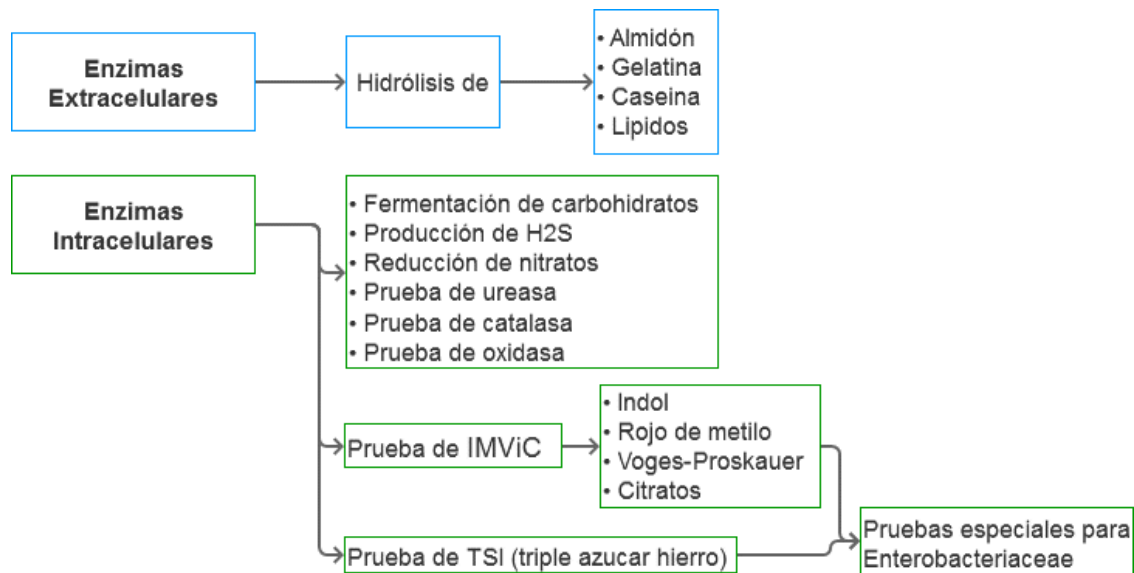 Enzimas
Extracelulares
Hidrólisis de
• Almidón
• Gelatina
• Caseina
• Lipidos
Enzimas
Intracelulares
• Fermentación de carbohidratos
• Producción de H2S
• Reducción de nitratos
• Prueba de ureasa
• Prueba de catalasa
• Prueba de oxidasa
Prueba de IMViC
• Indol
• Rojo de metilo
• Voges-Proskauer
• Citratos
Prueba de TSI (triple azucar hierro)
Pruebas especiales para
Enterobacteriaceae